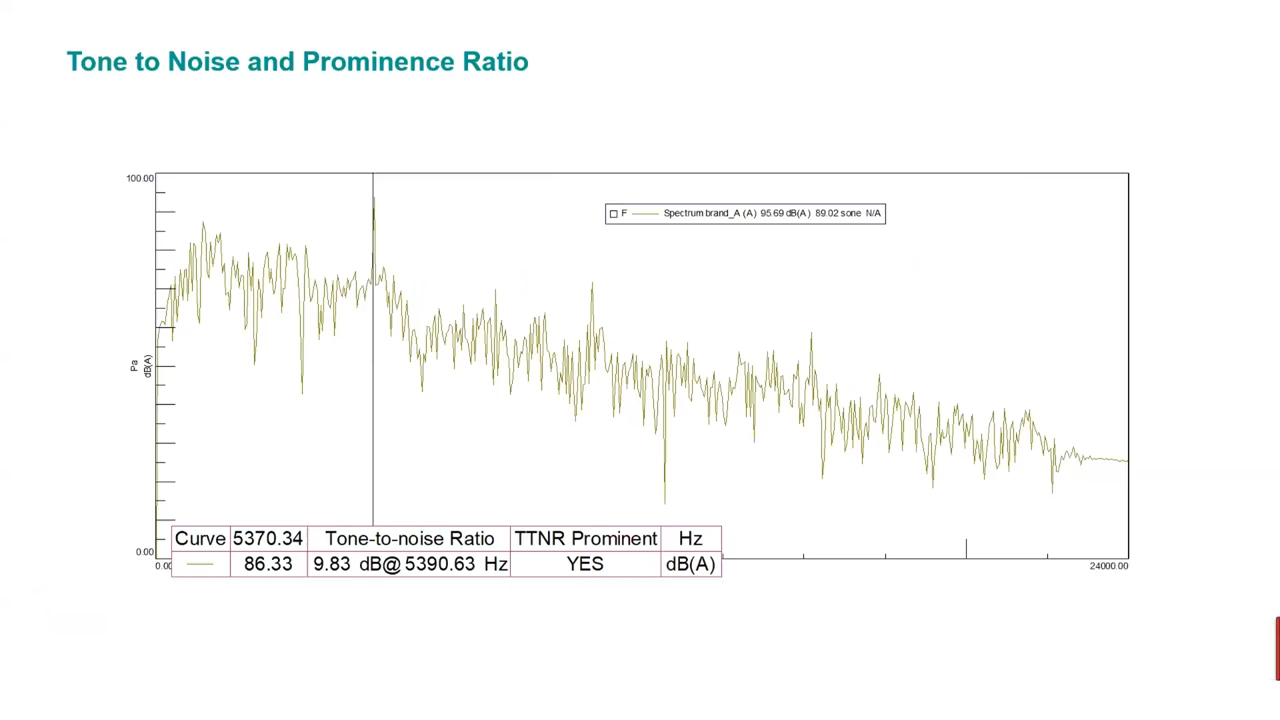 Tone to Noise and Prominence Ratio
100.00
F Spectrum brand_A (A) 95.69 dB(A) 89.02 sone N/A
Pa
dB(A)
0.00
Curve 5370.34 Tone-to-noise Ratio TTNR Prominent Hz
86.33 9.83 dB@ 5390.63 Hz YES dB(A)
24000.00